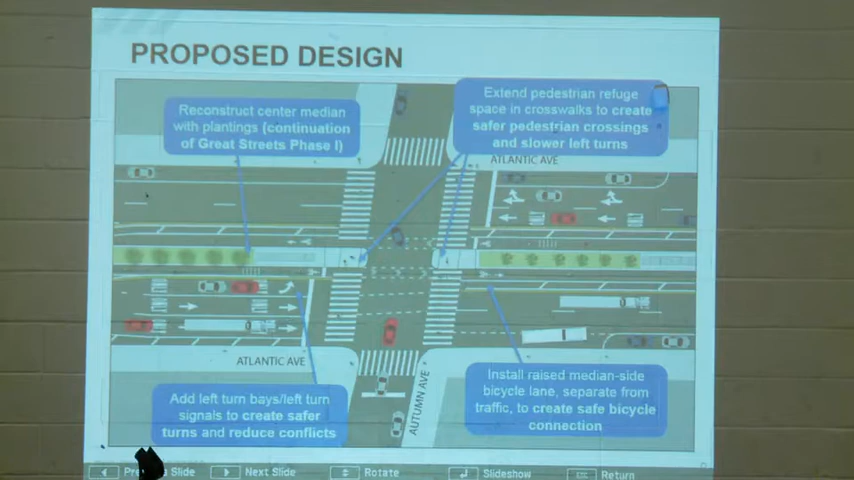 PROPOSED DESIGN
Reconstruct center median
with plantings (continuation
of Great Streets Phase I)
Extend pedestrian refuge
space in crosswalks to create
safer pedestrian crossings
and slower left turns
ATLANTIC AVE
ATLANTIC AVE
AUTUMN AVE
Add left turn bays/left turn
signals to create safer
turns and reduce conflicts
Install raised median-side
bicycle lane, separate from
traffic, to create safe bicycle
connection
Slide
Next Slide
Rotate
Slideshow
Return